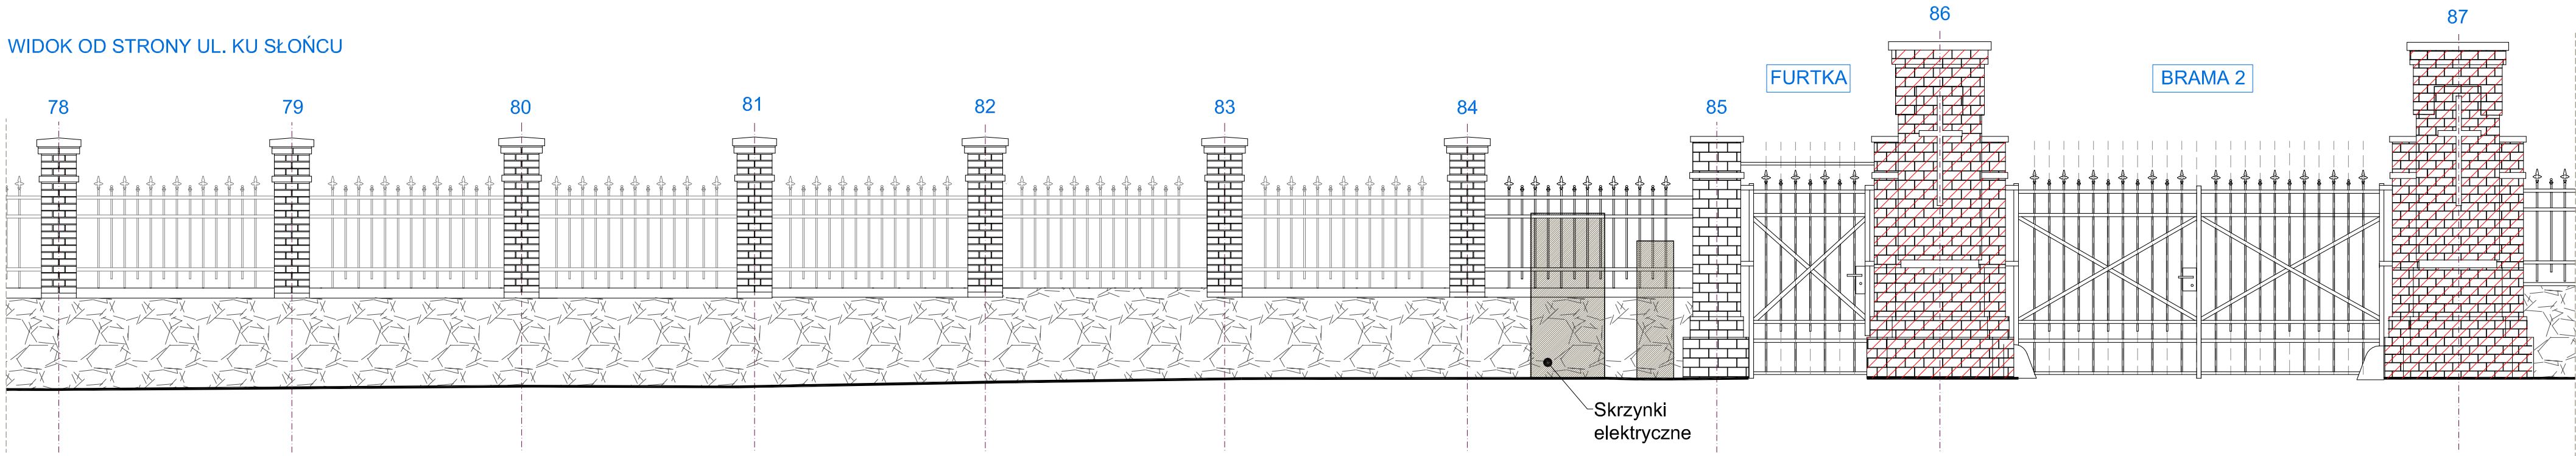 WIDOK OD STRONY UL. KU SŁOŃCU
78 79 80 81 82 83 84 85 86 87
FURTKA
BRAMA 2
Skrzynki
elektryczne